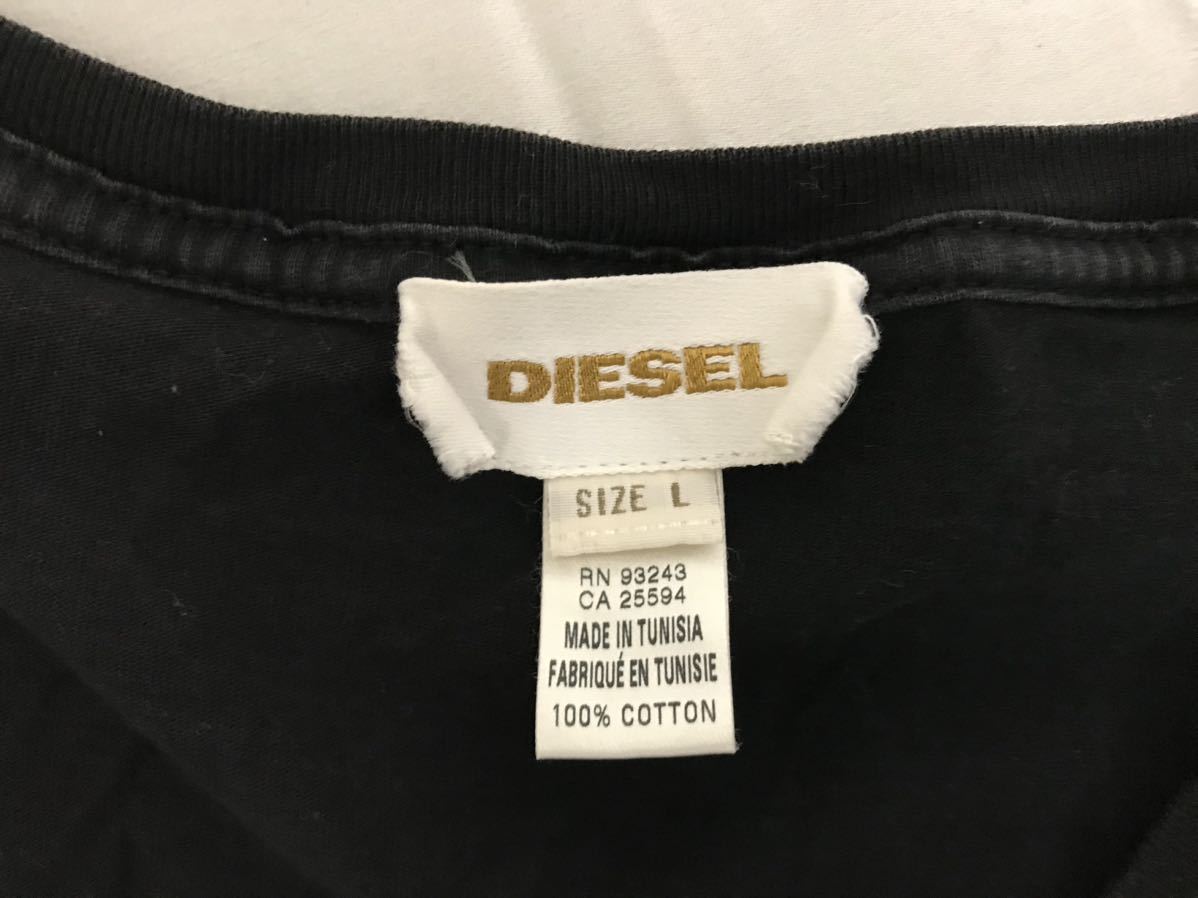 DIESEL
SIZE L
RN 93243
CA 25594
MADE IN TUNISIA
FABRIQUÉ EN TUNISIE
100% COTTON